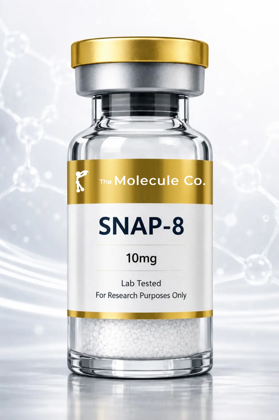 The Molecule Co.
SNAP-8
10mg
Lab Tested
For Research Purposes Only